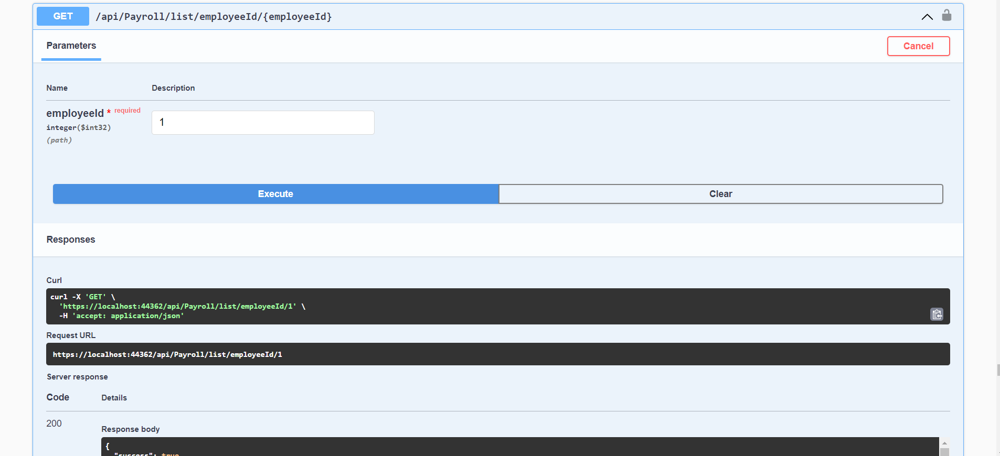 GET /api/Payroll/list/employeeId/{employeeId}
Parameters
Cancel
Name Description
employeeId * required
1
integer($int32)
(path)
Execute Clear
Responses
Curl
curl -X 'GET' \
'https://localhost:44362/api/Payroll/list/employeeId/1' \
-H 'accept: application/json'
Request URL
https://localhost:44362/api/Payroll/list/employeeId/1
Server response
Code Details
200
Response body
{
"success": true